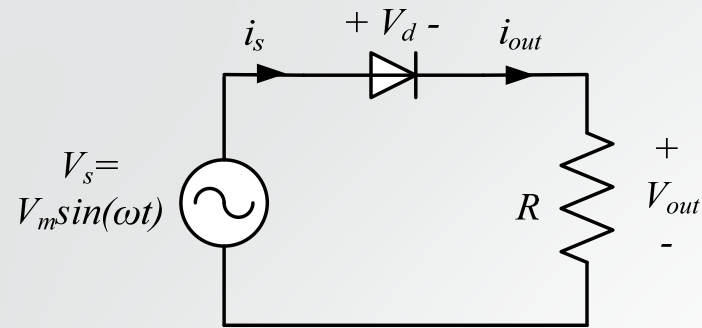 i_s
+ V_d -
i_out
V_s=
V_m sin(ωt)
R
+
V_out
-